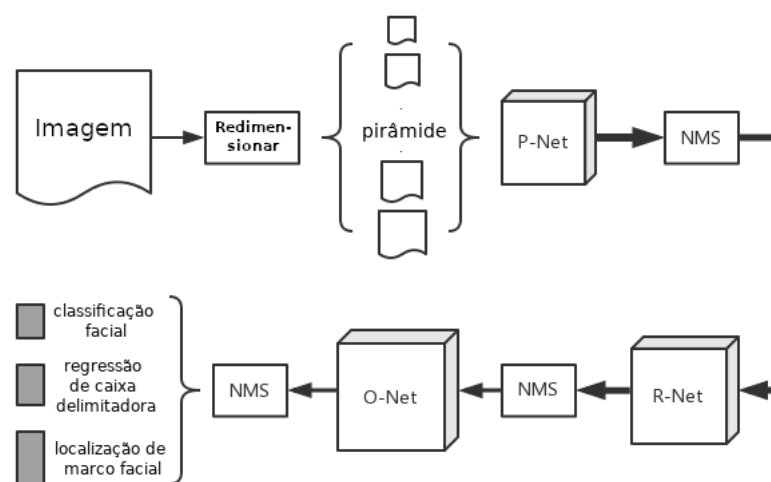 Imagem
Redimen-
sionar
pirâmide
P-Net
NMS
classificação
facial
regressão
de caixa
delimitadora
localização de
marco facial
NMS
O-Net
NMS
R-Net